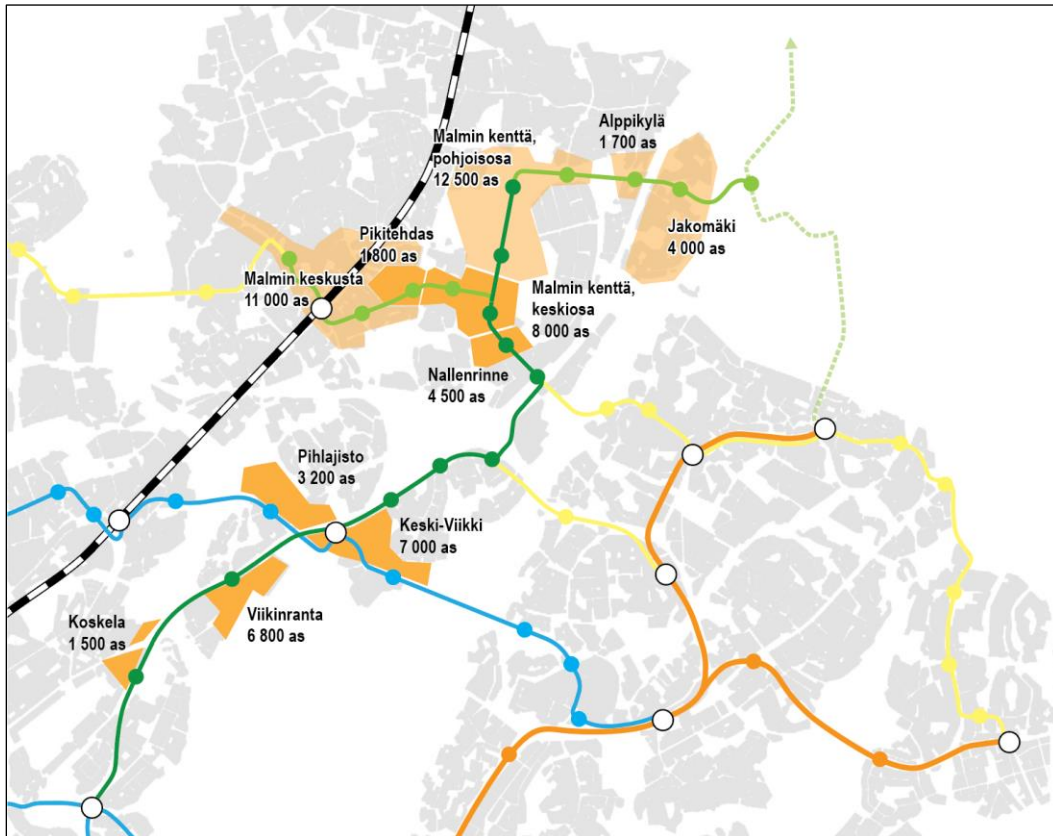 Alppikylä
1 700 as
Malmin kenttä,
pohjoisosa
12 500 as
Jakomäki
4 000 as
Pikitehdas
1 800 as
Malmin keskusta
11 000 as
Malmin kenttä,
keskiosa
8 000 as
Nallenrinne
4 500 as
Pihlajisto
3 200 as
Keski-Viikki
7 000 as
Viikinranta
6 800 as
Koskela
1 500 as